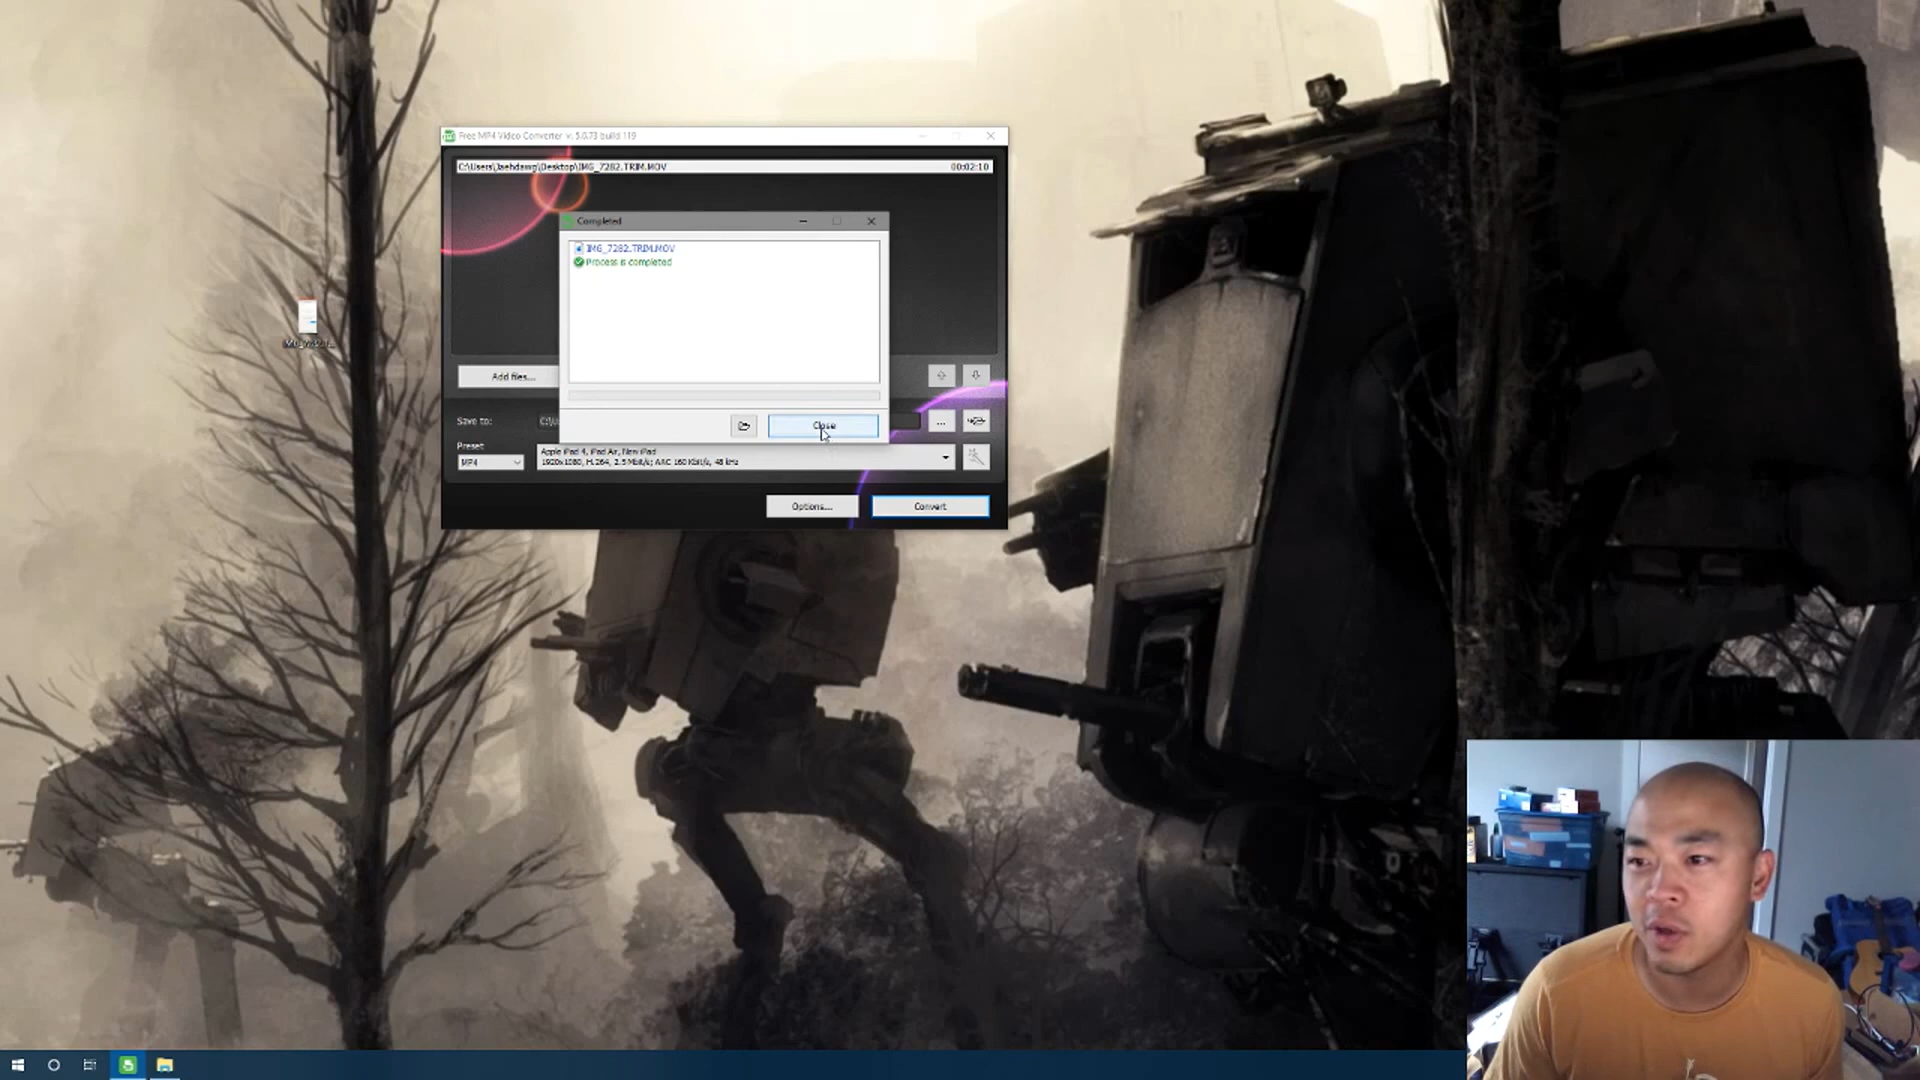 Free MP4 Video Converter v. 5.0.73 build 119
C:\Users\Jaehdawg\Desktop\IMG_7282.TRIM.MOV 00:02:10
Completed
IMG_7282.TRIM.MOV
Process is completed
Add files...
Save to: C:\Us
Close
...
Preset
MP4
Apple iPad 4, iPad Air, New iPad
1920x1080, H.264, 2.5 Mbit/s; AAC 160 Kbit/s, 48 kHz
Options...
Convert